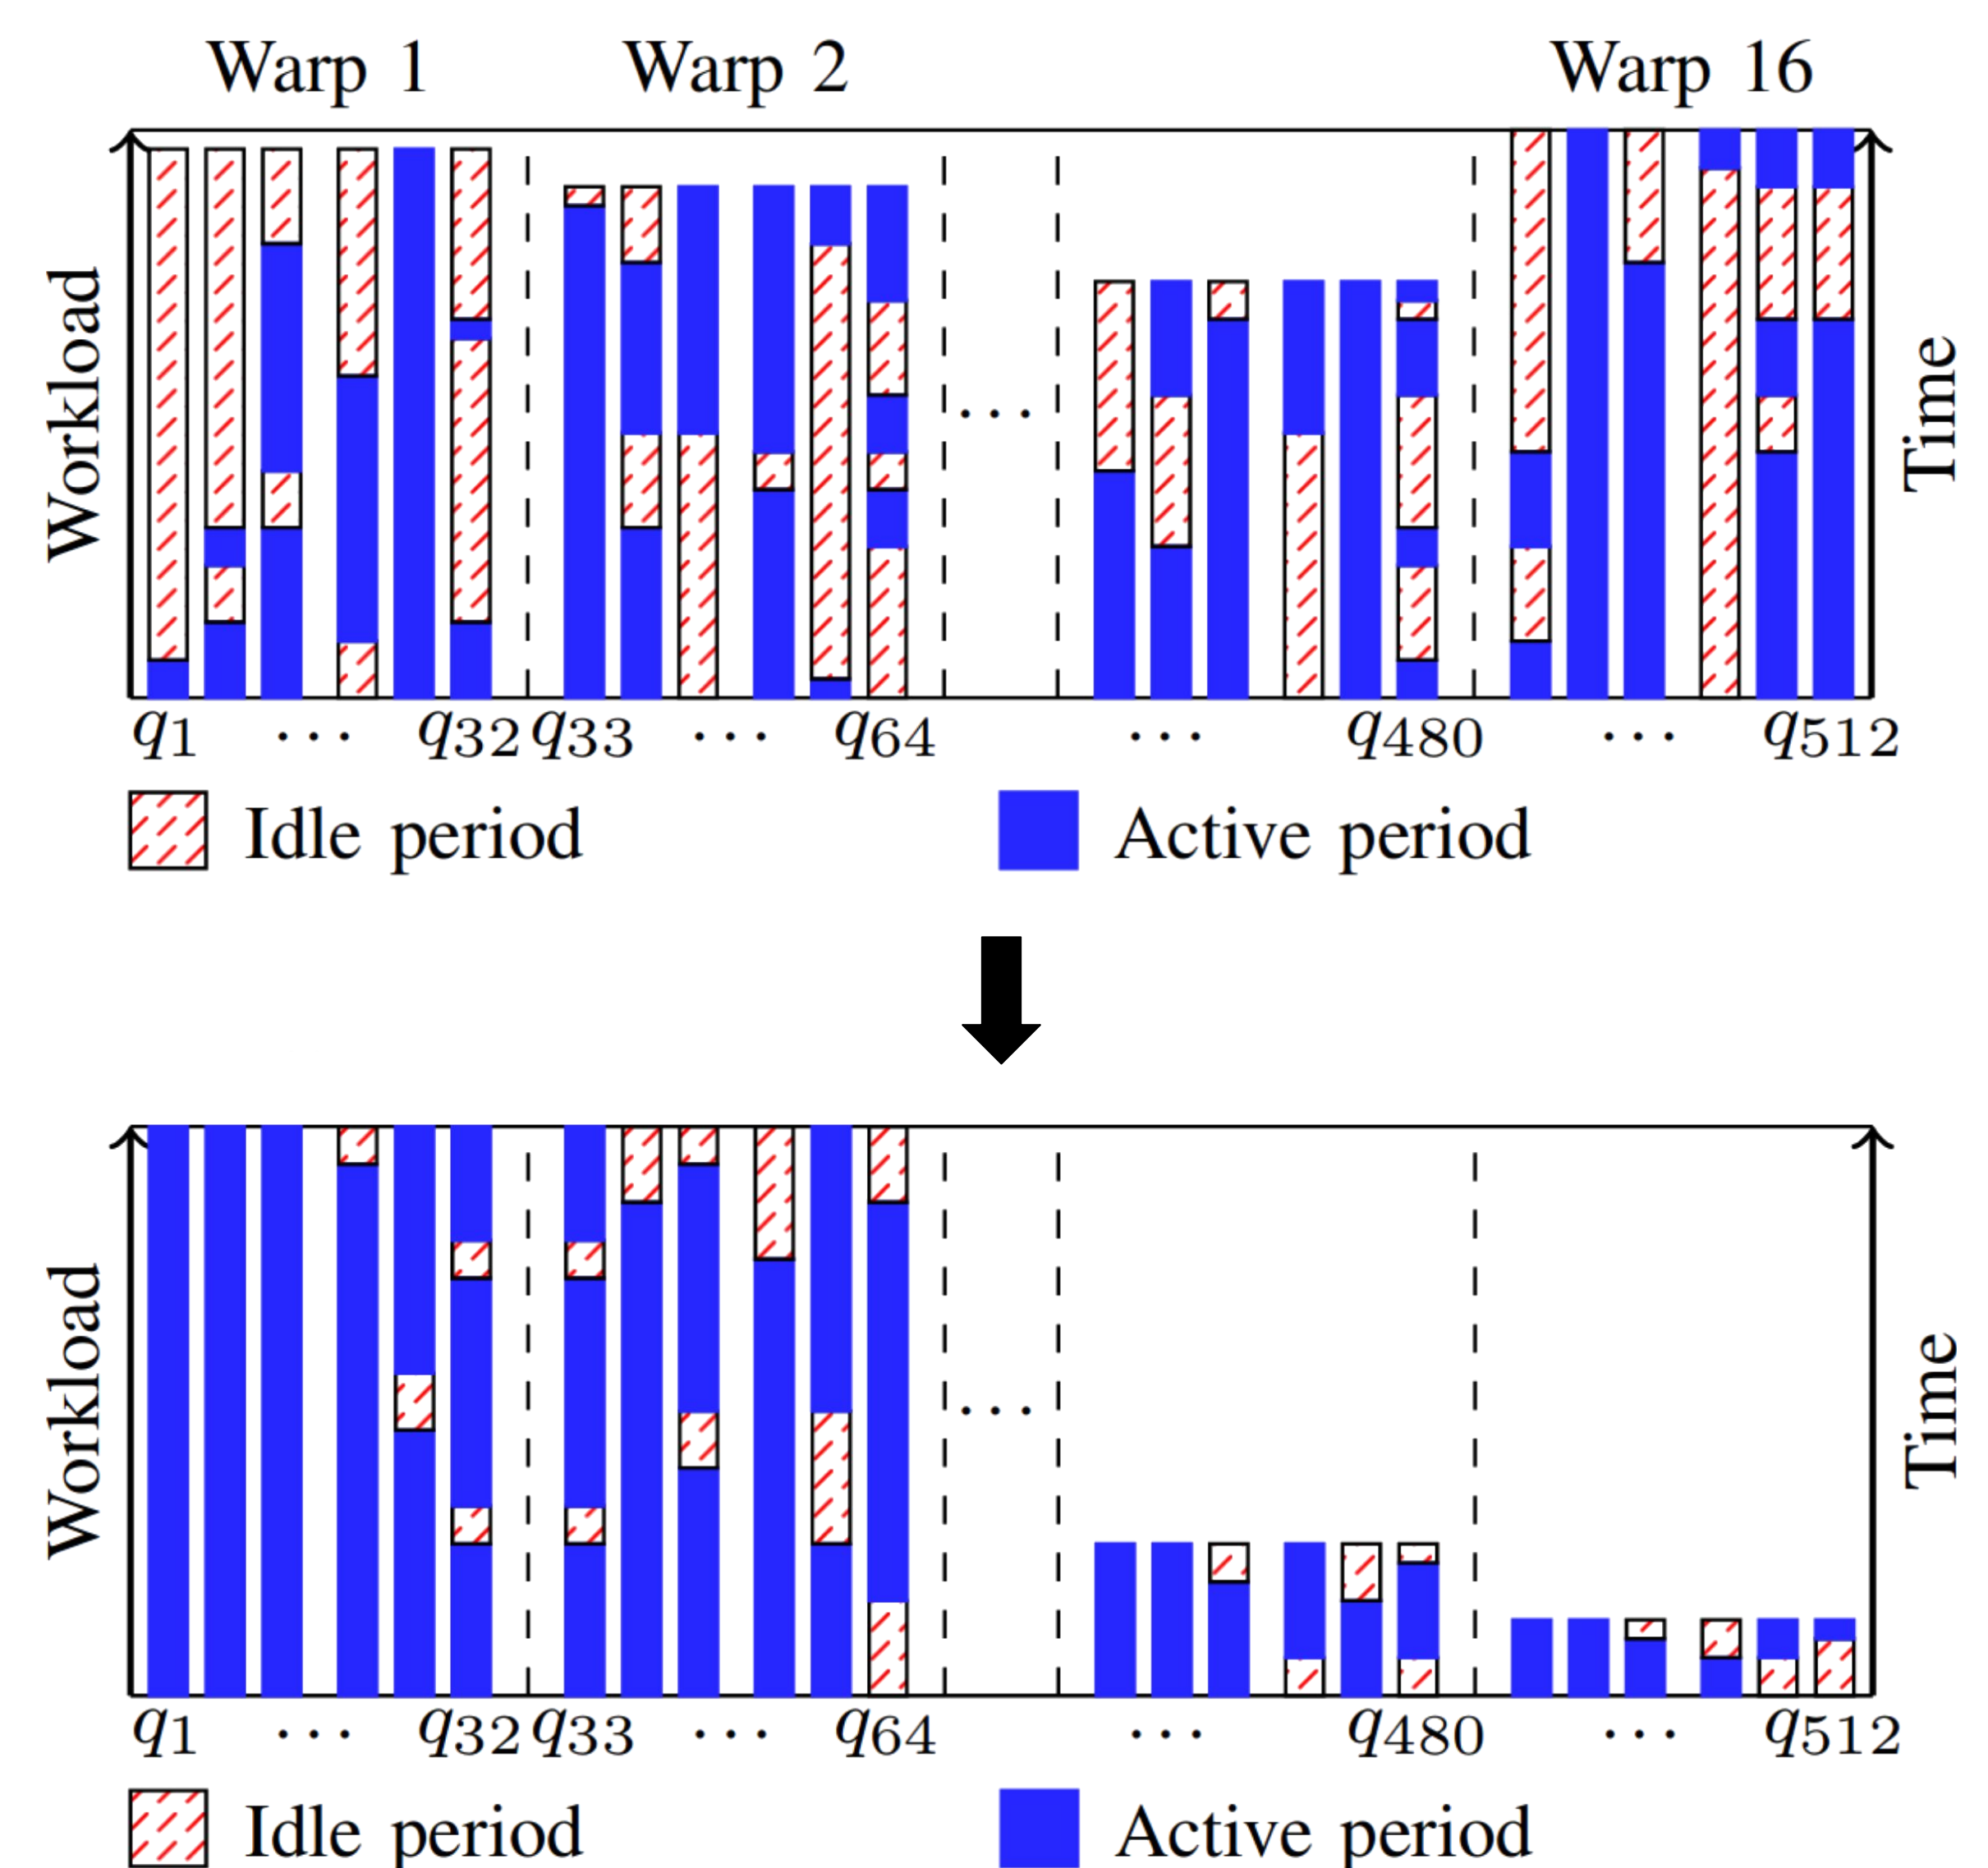 Warp 1 Warp 2 Warp 16
Workload
...
Time
q1 ... q32 q33 ... q64 ... q480 ... q512
Idle period Active period
Workload
...
Time
q1 ... q32 q33 ... q64 ... q480 ... q512
Idle period Active period